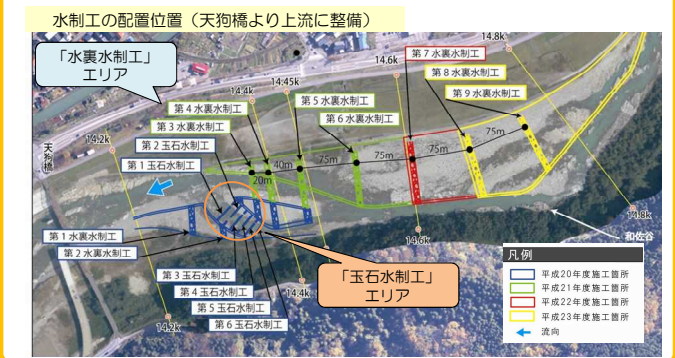 水制工の配置位置（天狗橋より上流に整備）
「水裏水制工」
エリア
14.8k
第７水裏水制工
14.6k
第８水裏水制工
14.45k
第９水裏水制工
14.4k
第５水裏水制工
第４水裏水制工
第６水裏水制工
第３水裏水制工
14.2k
第２玉石水制工
第１玉石水制工
天狗橋
20m
40m
75m
75m
75m
75m
14.8k
和佐谷
第１水裏水制工
第２水裏水制工
14.6k
凡例
平成20年度施工箇所
平成21年度施工箇所
平成22年度施工箇所
平成23年度施工箇所
流向
「玉石水制工」
エリア
第３玉石水制工
第４玉石水制工
第５玉石水制工
第６玉石水制工
14.4k
14.2k